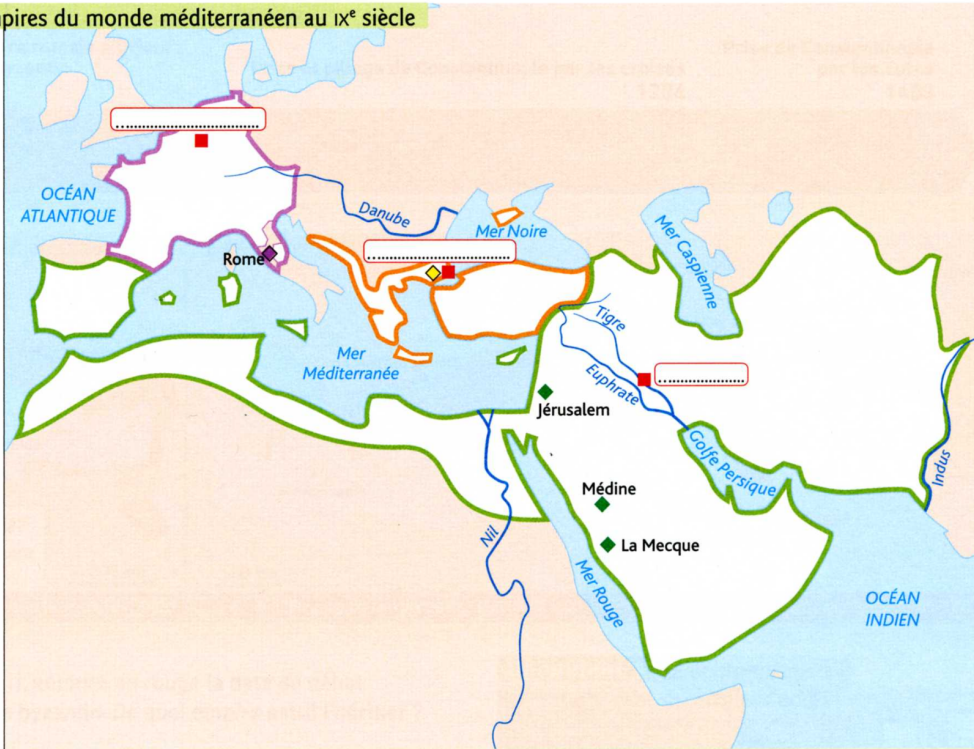 pires du monde méditerranéen au IXe siècle
OCÉAN
ATLANTIQUE
Danube
Mer Noire
Mer Caspienne
Rome
Mer
Méditerranée
Tigre
Euphrate
Jérusalem
Golfe Persique
Indus
Médine
Nil
La Mecque
Mer Rouge
OCÉAN
INDIEN